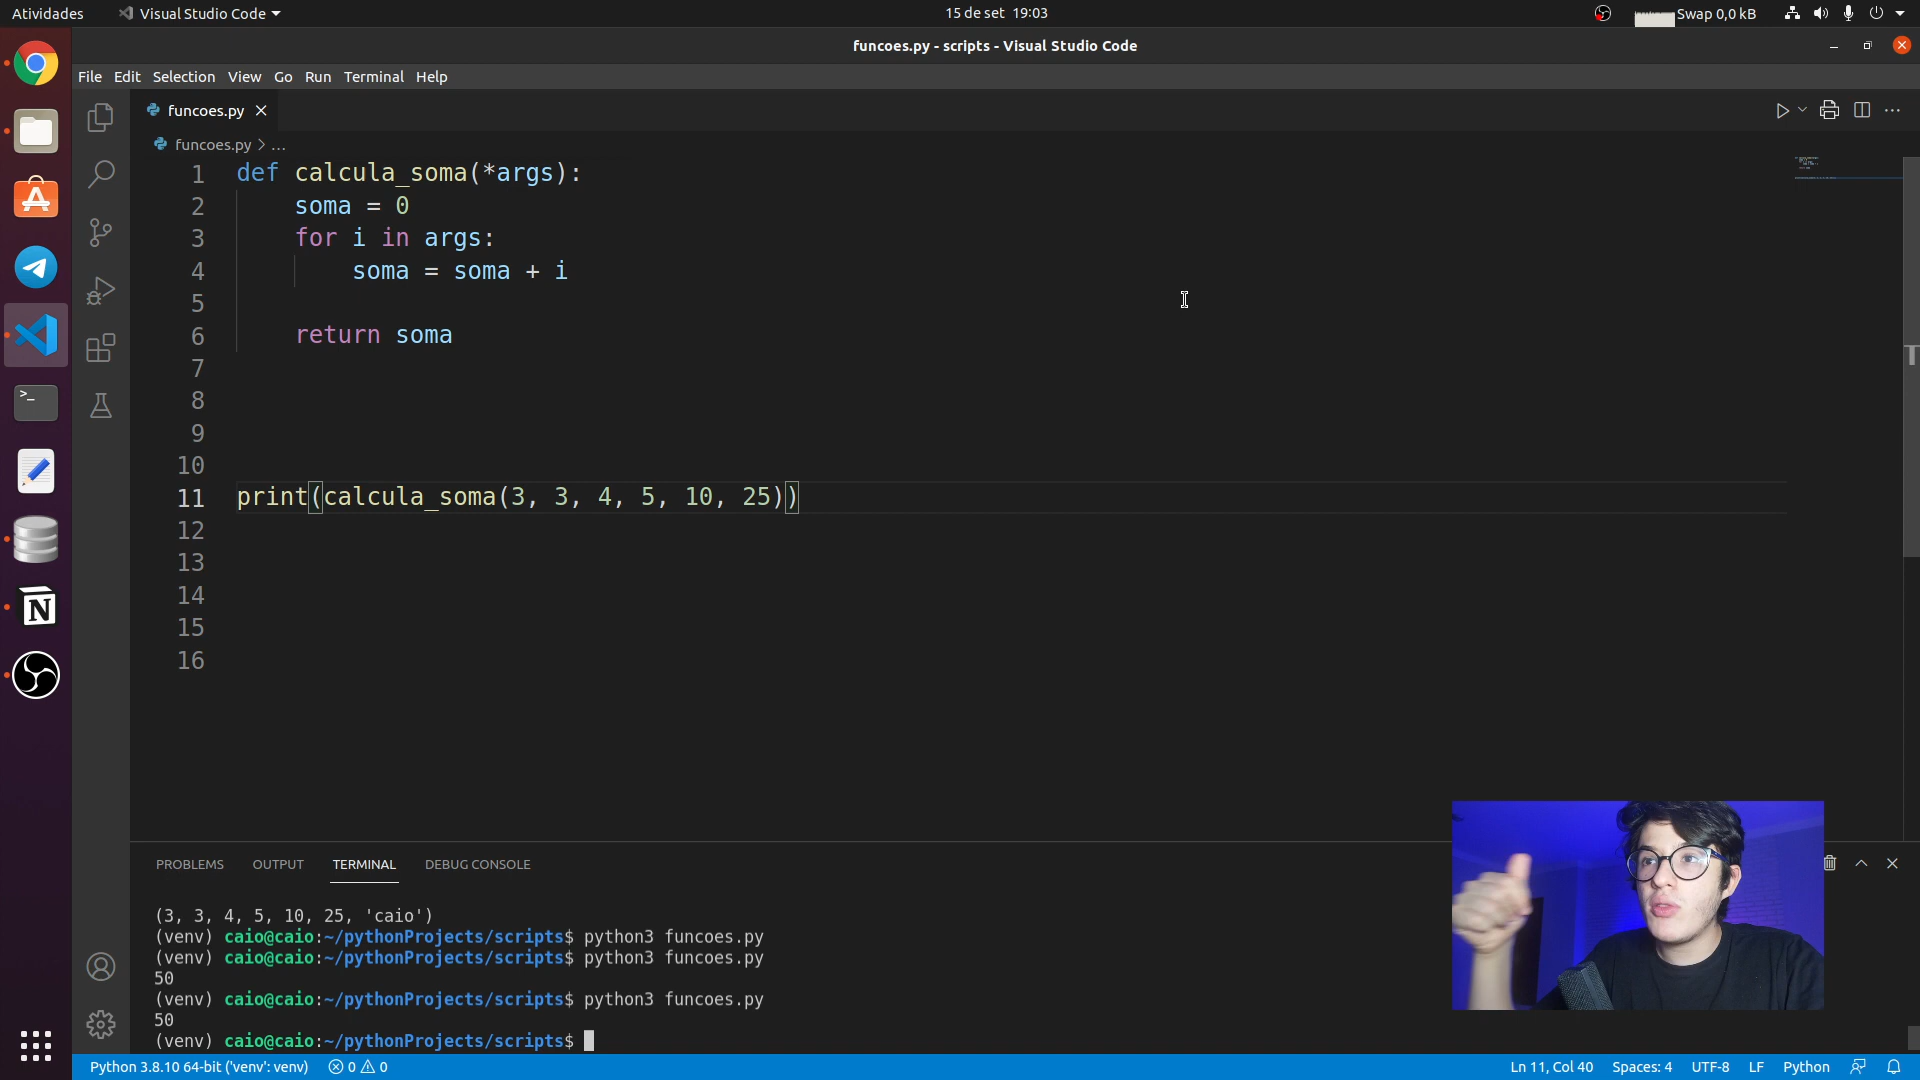 Atividades
Visual Studio Code
15 de set 19:03
Swap 0,0 kB
funcoes.py - scripts - Visual Studio Code
File Edit Selection View Go Run Terminal Help
funcoes.py
funcoes.py > ...
1 def calcula_soma(*args):
2 soma = 0
3 for i in args:
4 soma = soma + i
5
6 return soma
7
8
9
10
11 print(calcula_soma(3, 3, 4, 5, 10, 25))
12
13
14
15
16
PROBLEMS OUTPUT TERMINAL DEBUG CONSOLE
(3, 3, 4, 5, 10, 25, 'caio')
(venv) caio@caio:~/pythonProjects/scripts$ python3 funcoes.py
(venv) caio@caio:~/pythonProjects/scripts$ python3 funcoes.py
50
(venv) caio@caio:~/pythonProjects/scripts$ python3 funcoes.py
50
(venv) caio@caio:~/pythonProjects/scripts$
Python 3.8.10 64-bit ('venv': venv) 0 0 Ln 11, Col 40 Spaces: 4 UTF-8 LF Python